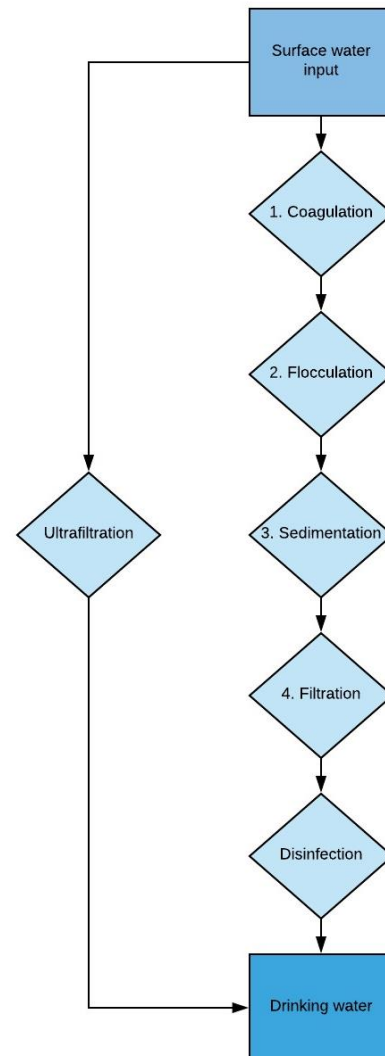 Surface water
input
1. Coagulation
2. Flocculation
Ultrafiltration
3. Sedimentation
4. Filtration
Disinfection
Drinking water